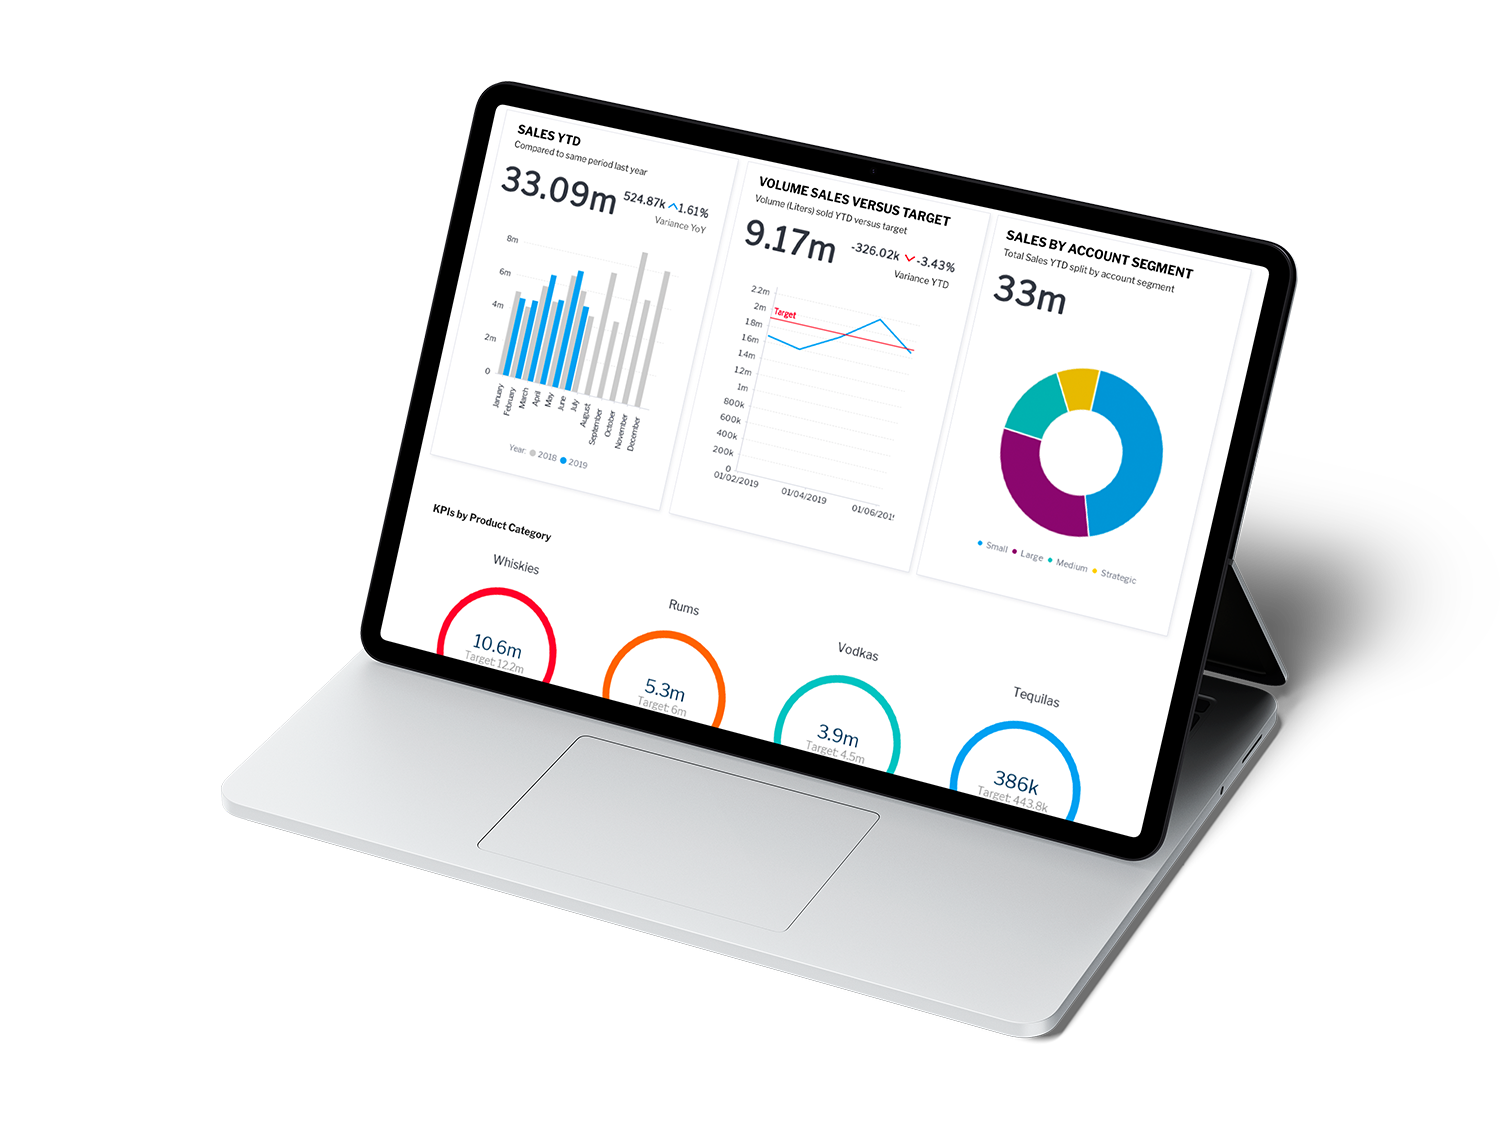 SALES YTD
Compared to same period last year
33.09m
524.87k 1.61%
Variance YoY
8m
6m
4m
2m
0
January
February
March
April
May
June
July
August
September
October
November
December
Year: 2018 2019
VOLUME SALES VERSUS TARGET
Volume (Liters) sold YTD versus target
9.17m
-326.02k -3.43%
Variance YTD
2.2m
2m
1.8m
1.6m
1.4m
1.2m
1m
800k
600k
400k
200k
0
Target
01/02/2019
01/04/2019
01/06/201
SALES BY ACCOUNT SEGMENT
Total Sales YTD split by account segment
33m
Small Large Medium Strategic
KPIs by Product Category
Whiskies
10.6m
Target: 12.2m
Rums
5.3m
Target: 6m
Vodkas
3.9m
Target: 4.5m
Tequilas
386k
Target: 443.8k